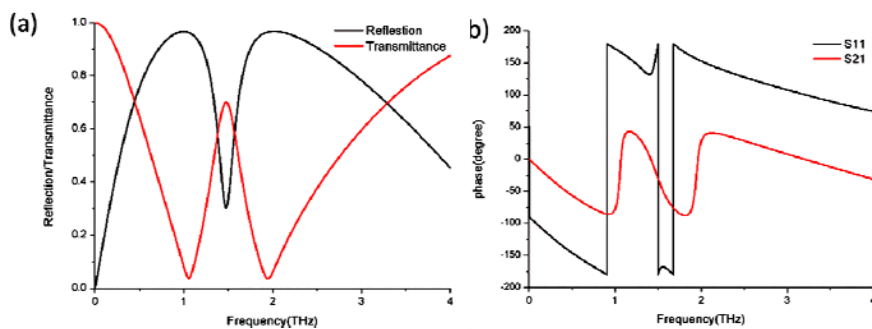 (a)
Reflestion
Transmittance
Reflection/Transmittance
1.0
0.8
0.6
0.4
0.2
0.0
0
1
2
3
4
Frequency(THz)
b)
S11
S21
phase(degree)
200
150
100
50
0
-50
-100
-150
-200
0
1
2
3
4
Frequency(THz)